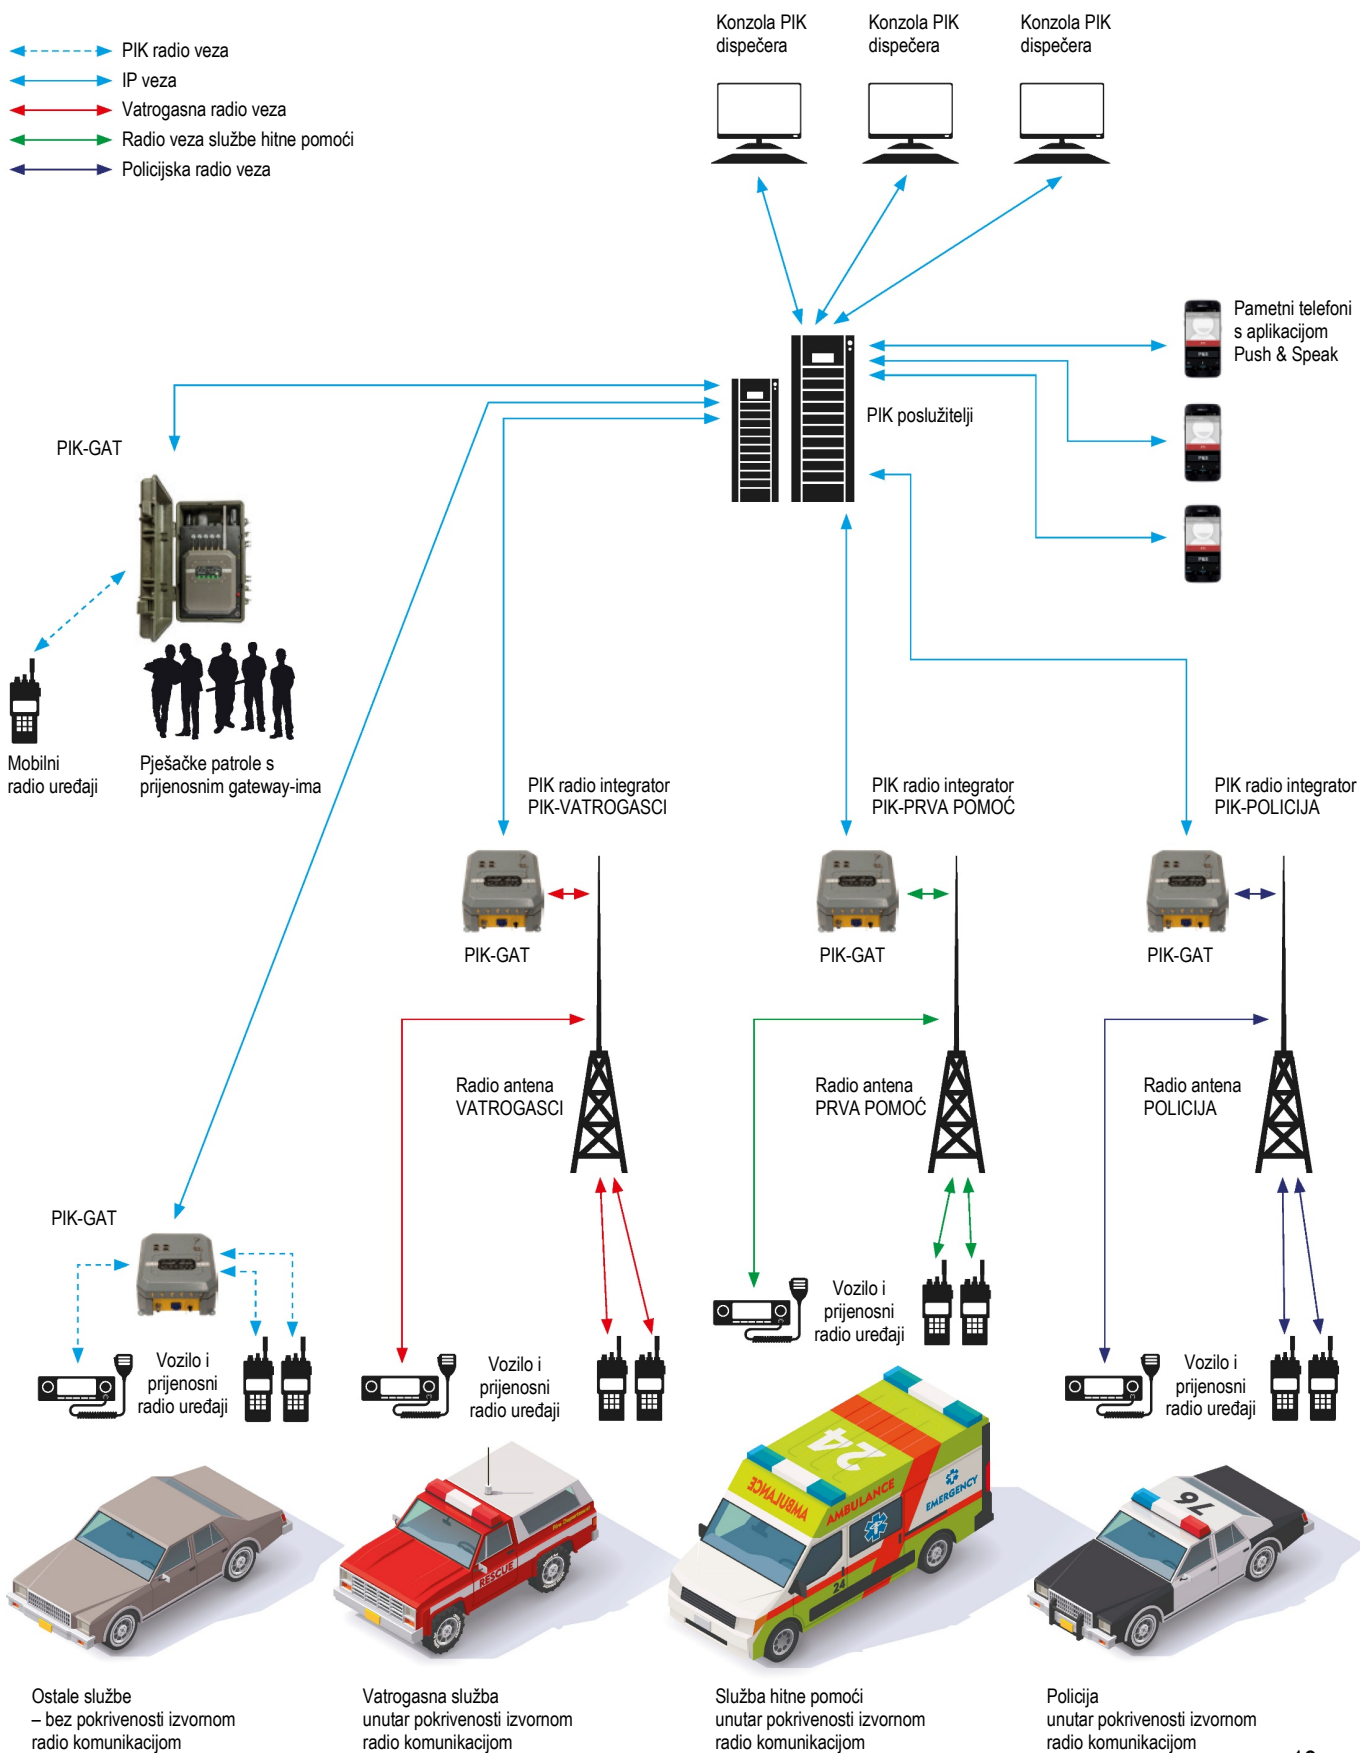 Konzola PIK
dispečera
Konzola PIK
dispečera
Konzola PIK
dispečera
PIK radio veza
IP veza
Vatrogasna radio veza
Radio veza službe hitne pomoći
Policijska radio veza
Pametni telefoni
s aplikacijom
Push & Speak
PIK poslužitelji
PIK-GAT
Mobilni
radio uređaji
Pješačke patrole s
prijenosnim gateway-ima
PIK radio integrator
PIK-VATROGASCI
PIK radio integrator
PIK-PRVA POMOĆ
PIK radio integrator
PIK-POLICIJA
PIK-GAT
PIK-GAT
PIK-GAT
Radio antena
VATROGASCI
Radio antena
PRVA POMOĆ
Radio antena
POLICIJA
PIK-GAT
Vozilo i
prijenosni
radio uređaji
Vozilo i
prijenosni
radio uređaji
Vozilo i
prijenosni
radio uređaji
Vozilo i
prijenosni
radio uređaji
RESCUE
Fire Department
24
AMBULANCE
AMBULANCE
EMERGENCY
24
76
Ostale službe
– bez pokrivenosti izvornom
radio komunikacijom
Vatrogasna služba
unutar pokrivenosti izvornom
radio komunikacijom
Služba hitne pomoći
unutar pokrivenosti izvornom
radio komunikacijom
Policija
unutar pokrivenosti izvornom
radio komunikacijom